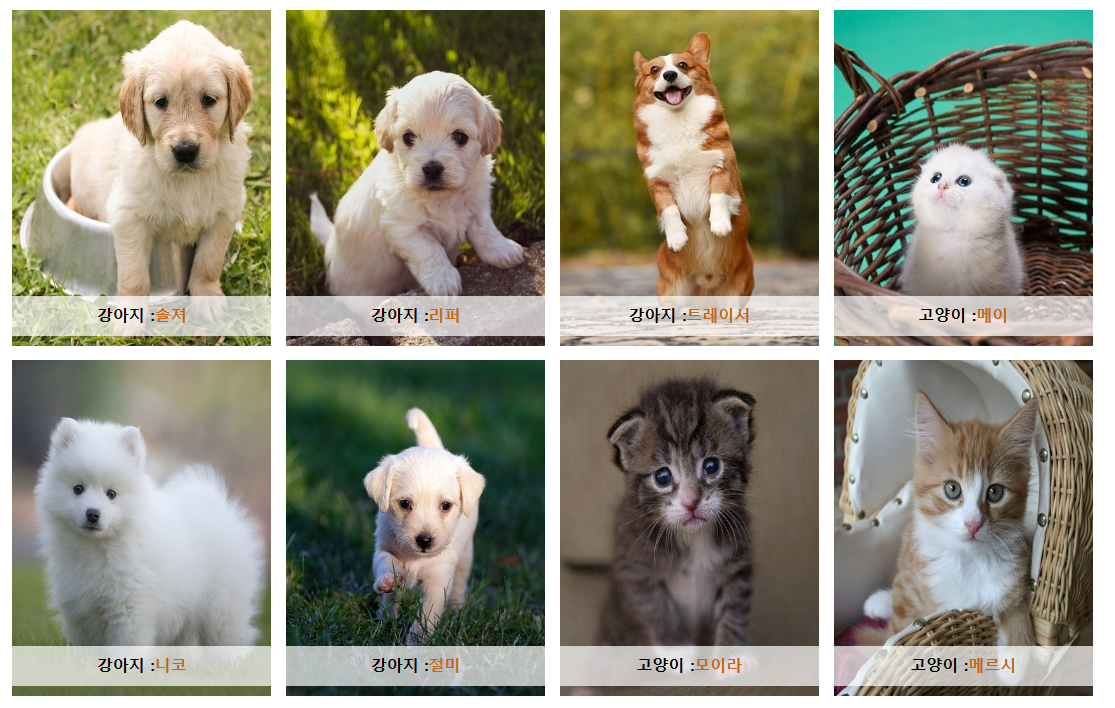 강아지 :솔져
강아지 :리퍼
강아지 :트레이서
고양이 :메이
강아지 :니코
강아지 :절미
고양이 :모이라
고양이 :메르시